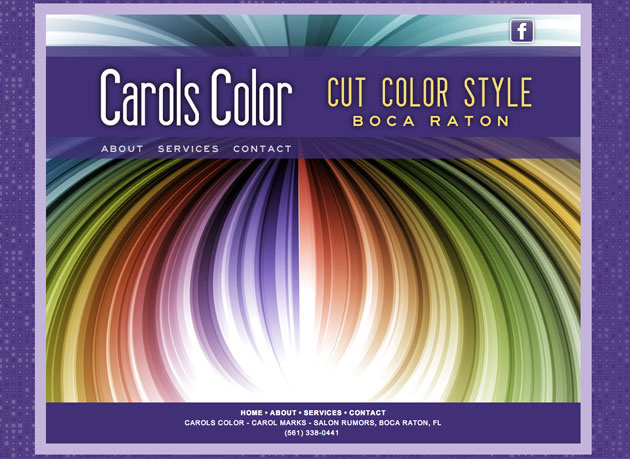 f
Carols Color
CUT COLOR STYLE
BOCA RATON
ABOUT SERVICES CONTACT
HOME • ABOUT • SERVICES • CONTACT
CAROLS COLOR - CAROL MARKS - SALON RUMORS, BOCA RATON, FL
(561) 338-0441